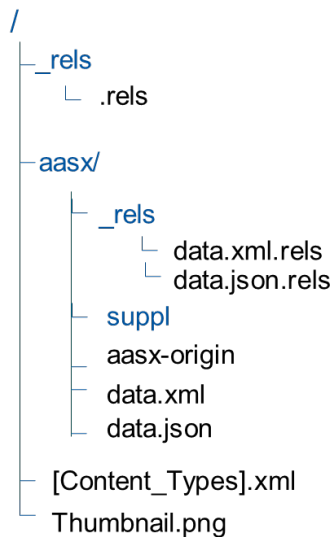 /
_rels
.rels
aasx/
_rels
data.xml.rels
data.json.rels
suppl
aasx-origin
data.xml
data.json
[Content_Types].xml
Thumbnail.png